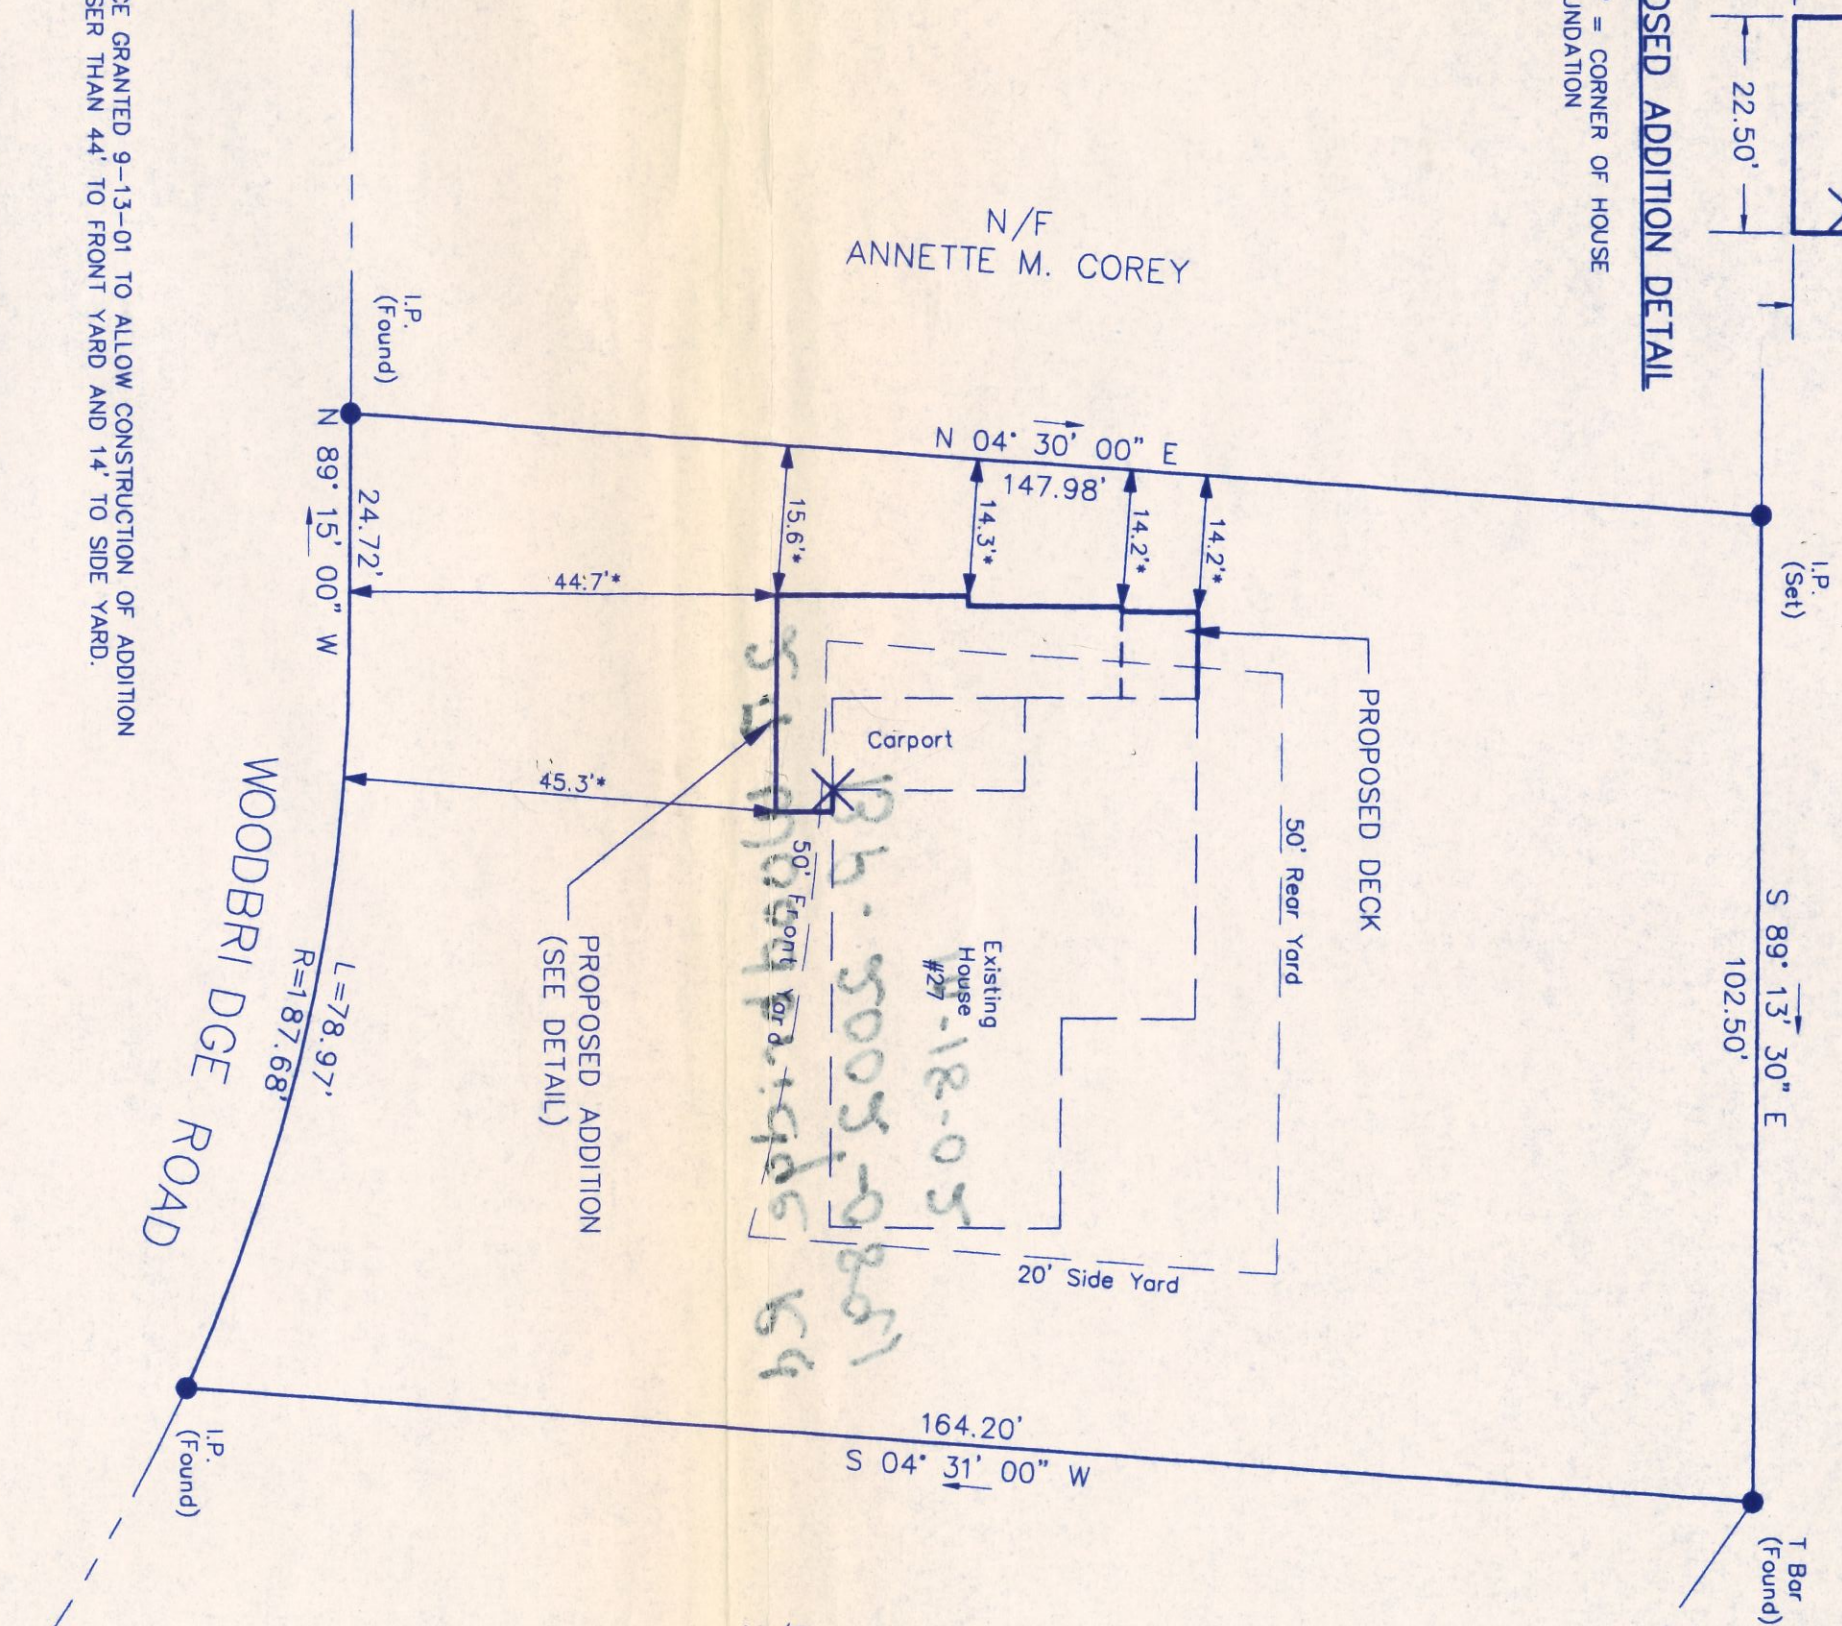 22.50'
OSED ADDITION DETAIL
= CORNER OF HOUSE
UNDATION
N/F
ANNETTE M. COREY
I.P.
(Found)
N 04° 30' 00" E
147.98'
15.6'*
14.3'*
14.2'*
14.2'*
I.P.
(Set)
24.72'
N 89° 15' 00" W
44.7'*
45.3'*
Carport
PROPOSED DECK
50' Rear Yard
50' Front Yard
Existing
House
#27
S 89° 13' 30" E
102.50'
PROPOSED ADDITION
(SEE DETAIL)
WOODBRIDGE ROAD
L=78.97'
R=187.68'
20' Side Yard
164.20'
S 04° 31' 00" W
I.P.
(Found)
T Bar
(Found)
CE GRANTED 9-13-01 TO ALLOW CONSTRUCTION OF ADDITION
SER THAN 44' TO FRONT YARD AND 14' TO SIDE YARD.